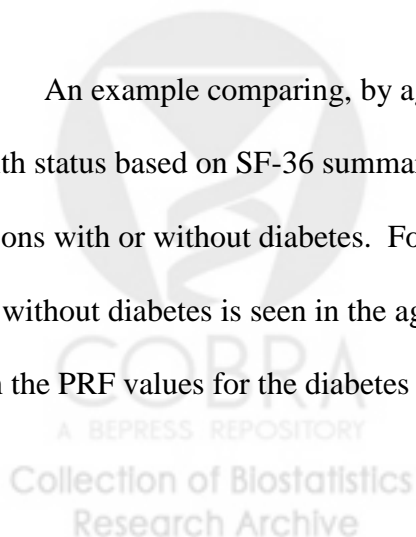 An example comparing, by ag
th status based on SF-36 summar
ons with or without diabetes.  Fo
without diabetes is seen in the ag
n the PRF values for the diabetes
COBRA
A BEPRESS REPOSITORY
Collection of Biostatistics
Research Archive